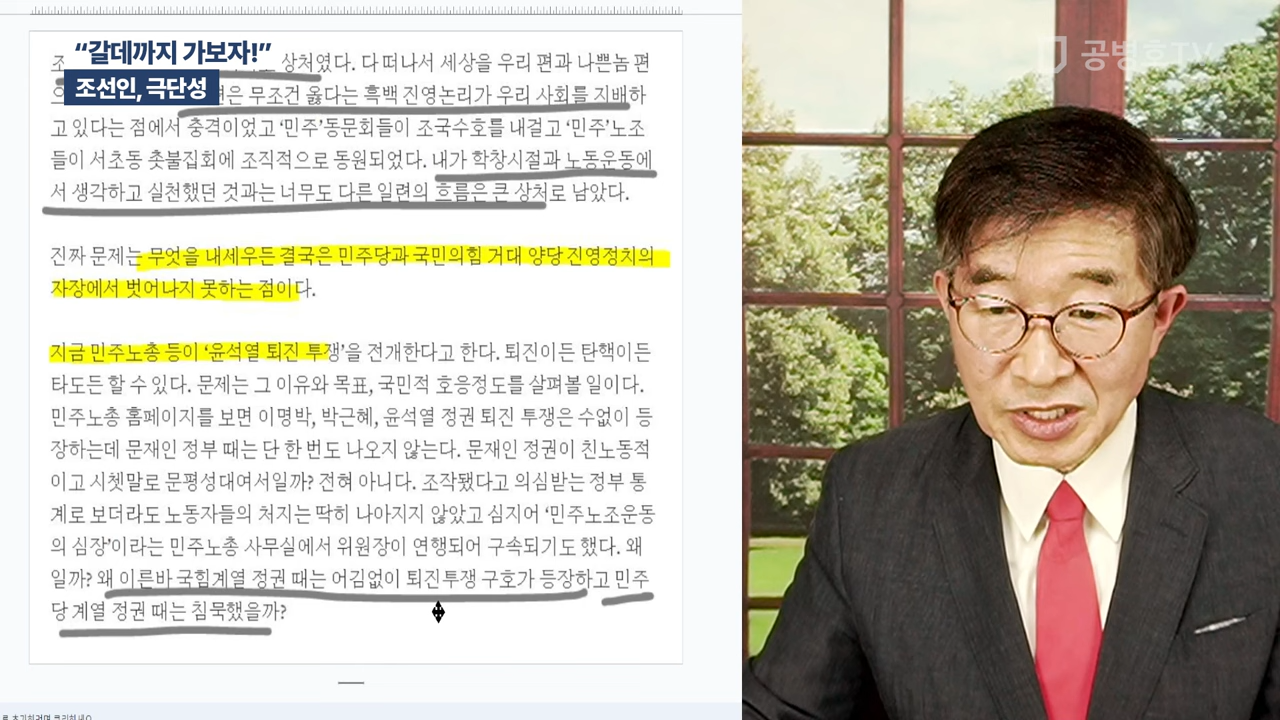 “갈데까지 가보자!”
조선인, 극단성
공병호TV
상처였다. 다 떠나서 세상을 우리 편과 나쁜놈 편
무조건 옳다는 흑백 진영논리가 우리 사회를 지배하
고 있다는 점에서 충격이었고 ‘민주’동문회들이 조국수호를 내걸고 ‘민주’노조
들이 서초동 촛불집회에 조직적으로 동원되었다. 내가 학창시절과 노동운동에
서 생각하고 실천했던 것과는 너무도 다른 일련의 흐름은 큰 상처로 남았다.
진짜 문제는 무엇을 내세우든 결국은 민주당과 국민의힘 거대 양당 진영정치의
자장에서 벗어나지 못하는 점이다.
지금 민주노총 등이 ‘윤석열 퇴진 투쟁’을 전개한다고 한다. 퇴진이든 탄핵이든
타도든 할 수 있다. 문제는 그 이유와 목표, 국민적 호응정도를 살펴볼 일이다.
민주노총 홈페이지를 보면 이명박, 박근혜, 윤석열 정권 퇴진 투쟁은 수없이 등
장하는데 문재인 정부 때는 단 한 번도 나오지 않는다. 문재인 정권이 친노동적
이고 시쳇말로 문평성대여서일까? 전혀 아니다. 조작됐다고 의심받는 정부 통
계로 보더라도 노동자들의 처지는 딱히 나아지지 않았고 심지어 ‘민주노조운동
의 심장’이라는 민주노총 사무실에서 위원장이 연행되어 구속되기도 했다. 왜
일까? 왜 이른바 국힘계열 정권 때는 어김없이 퇴진투쟁 구호가 등장하고 민주
당 계열 정권 때는 침묵했을까?